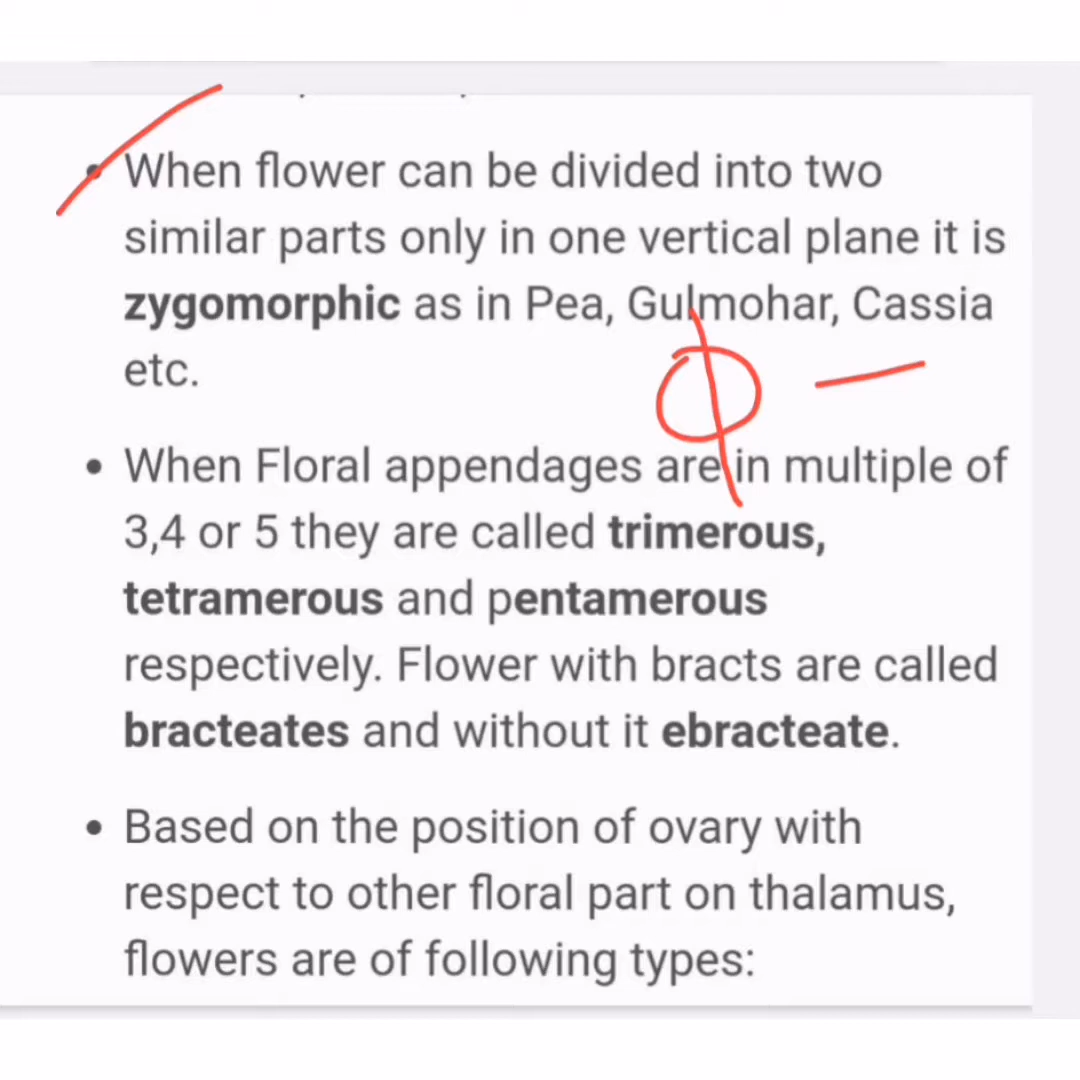 When flower can be divided into two
similar parts only in one vertical plane it is
zygomorphic as in Pea, Gulmohar, Cassia
etc.
When Floral appendages are in multiple of
3,4 or 5 they are called trimerous,
tetramerous and pentamerous
respectively. Flower with bracts are called
bracteates and without it ebracteate.
Based on the position of ovary with
respect to other floral part on thalamus,
flowers are of following types: